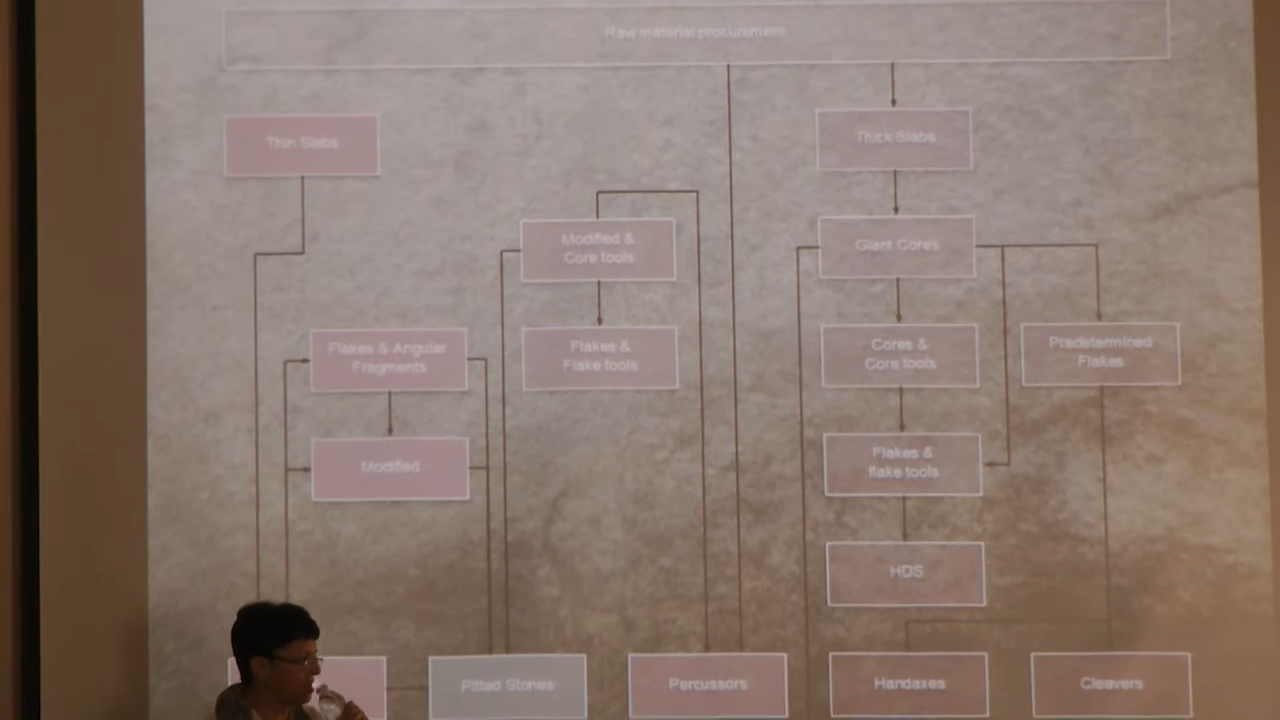 Raw material procurement
Thin Slabs
Thick Slabs
Modified &
Core tools
Giant Cores
Flakes & Angular
Fragments
Flakes &
Flake tools
Cores &
Core tools
Predetermined
Flakes
Modified
Flakes &
flake tools
HDS
Pitted Stones
Percussors
Handaxes
Cleavers